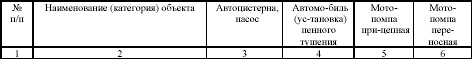 № п/п
Наименование (категория) объекта
Автоцистерна, насос
Автомо-биль (ус-тановка) пенного тушения
Мото-помпа при-цепная
Мото-помпа пере-носная
1 2 3 4 5 6